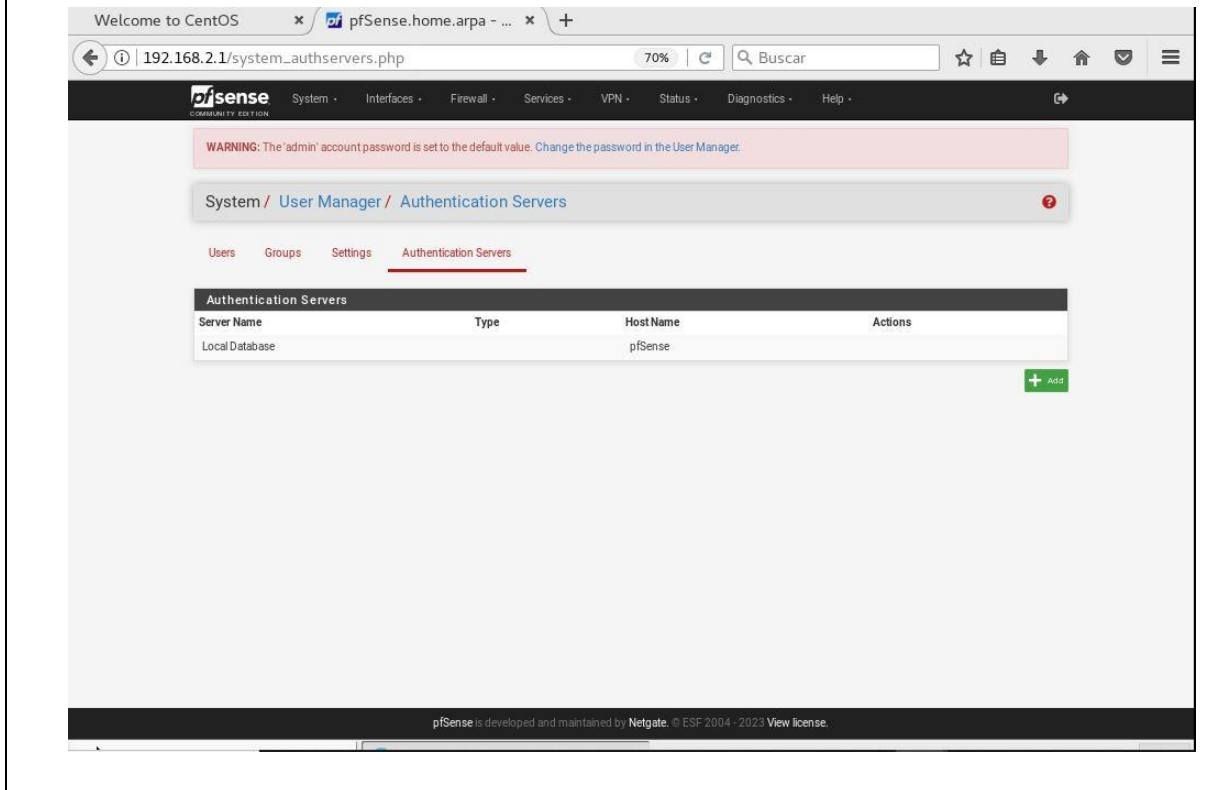 Welcome to CentOS × pfSense.home.arpa - ... × +
192.168.2.1/system_authservers.php 70% Buscar
pfsense System Interfaces Firewall Services VPN Status Diagnostics Help
COMMUNITY EDITION
WARNING: The 'admin' account password is set to the default value. Change the password in the User Manager.
System / User Manager / Authentication Servers
Users Groups Settings Authentication Servers
Authentication Servers
Server Name Type Host Name Actions
Local Database pfSense
+ Add
pfSense is developed and maintained by Netgate. © ESF 2004 - 2023 View license.